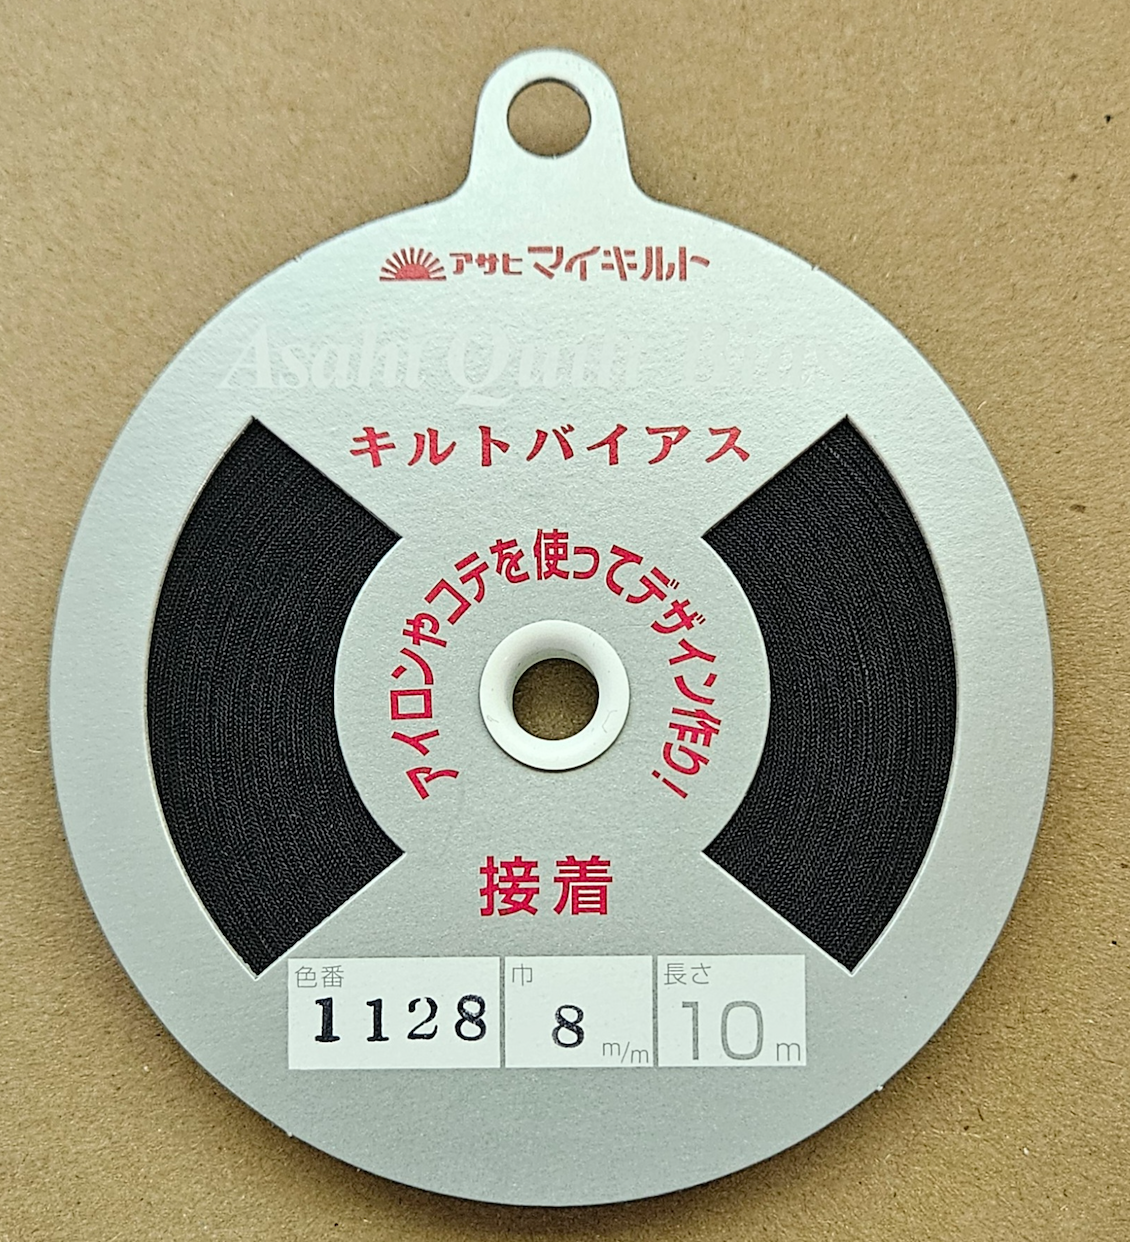 アサヒマイキルト
Asahi Quilt Bias
キルトバイアス
アイロンやコテを使ってデザイン作り!
接着
色番 巾 長さ
1128 8 m/m 10 m